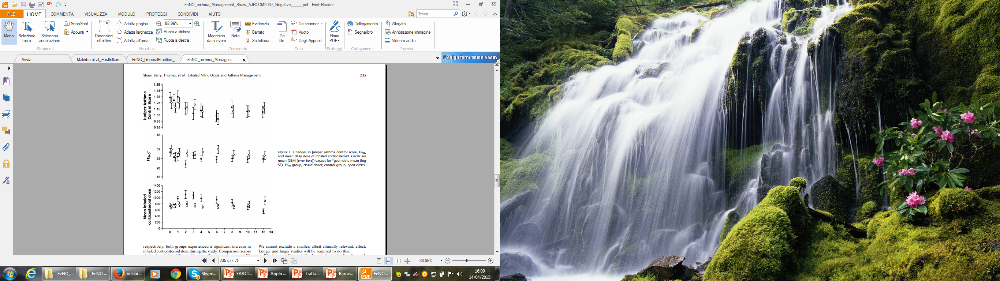 FeNO_asthma_Management_Shaw_AJRCCM2007_Negative_____.pdf - Foxit Reader
FILE HOME COMMENTA VISUALIZZA MODULO PROTEGGI CONDIVIDI AIUTO Trova
Mano
Seleziona testo
Seleziona annotazione
SnapShot
Appunti
Strumenti
Dimensioni effettive
Adatta pagina
Adatta larghezza
Adatta all'area
88.96%
Ruota a sinistra
Ruota a destra
Visualizza
Macchina da scrivere
Nota
Evidenzia
Barrato
Sottolinea
Commento
Da file
Da scanner
Vuoto
Dagli Appunti
Crea
Firma PDF
Proteggi
Collegamento
Segnalibro
Collegamenti
Allegato
Annotazione immagine
Video e audio
Inserisci
Avvia Malerba et al_EurJInflam... FeNO_GeneralPractice_... FeNO_asthma_Managem... Design form fields easily
Shaw, Berry, Thomas, et al.: Exhaled Nitric Oxide and Asthma Management 235
Juniper Asthma
Control Score
1.55
1.45
1.35
1.25
1.15
1.05
0.95
0.85
FENO*
45
32
25
20
15
Mean inhaled
corticosteroid dose
1400
1200
1000
800
600
400
200
0
0 1 2 3 4 5 6 7 8 9 10 11 12 13
Figure 3. Changes in Juniper asthma control score, FENO,
and mean daily dose of inhaled corticosteroid. Circles are
mean (SEM [error bars]) except for *geometric mean (log
SE). FENO group, closed circles; control group, open circles.
respectively; both groups experienced a significant increase in
inhaled corticosteroid dose during the study. Comparison across
We cannot exclude a smaller, albeit clinically relevant, effect.
Longer and larger studies will be required to do this.
235 (5 / 7) 88.96%
FeNO_... FeNO ... ricciar... Skype... EAACI... Applic... Tratta... Barne... FeNO... 16:09
14/04/2015